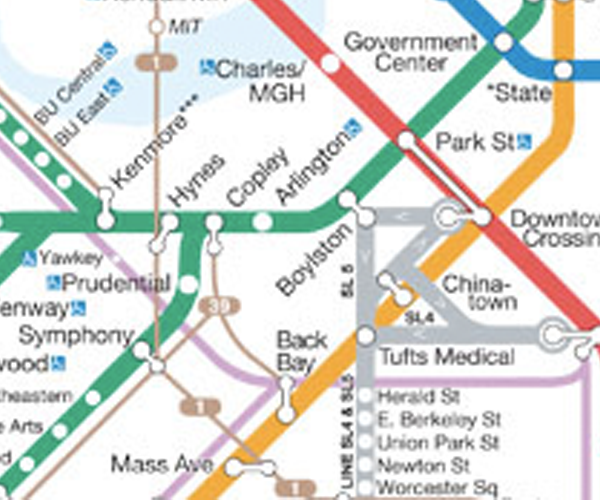 MIT
1
Government
Center
Charles/
MGH
BU Central
BU East
*State
Kenmore***
Park St
Hynes
Copley
Arlington
Downtow
Crossin
Boylston
Yawkey
Prudential
SL 5
China-
town
enway
39
SL4
Symphony
Back
Bay
Tufts Medical
wood
heastern
1
LINE SL4 & SL5
Herald St
E. Berkeley St
e Arts
Union Park St
d
Mass Ave
Newton St
1
Worcester Sq